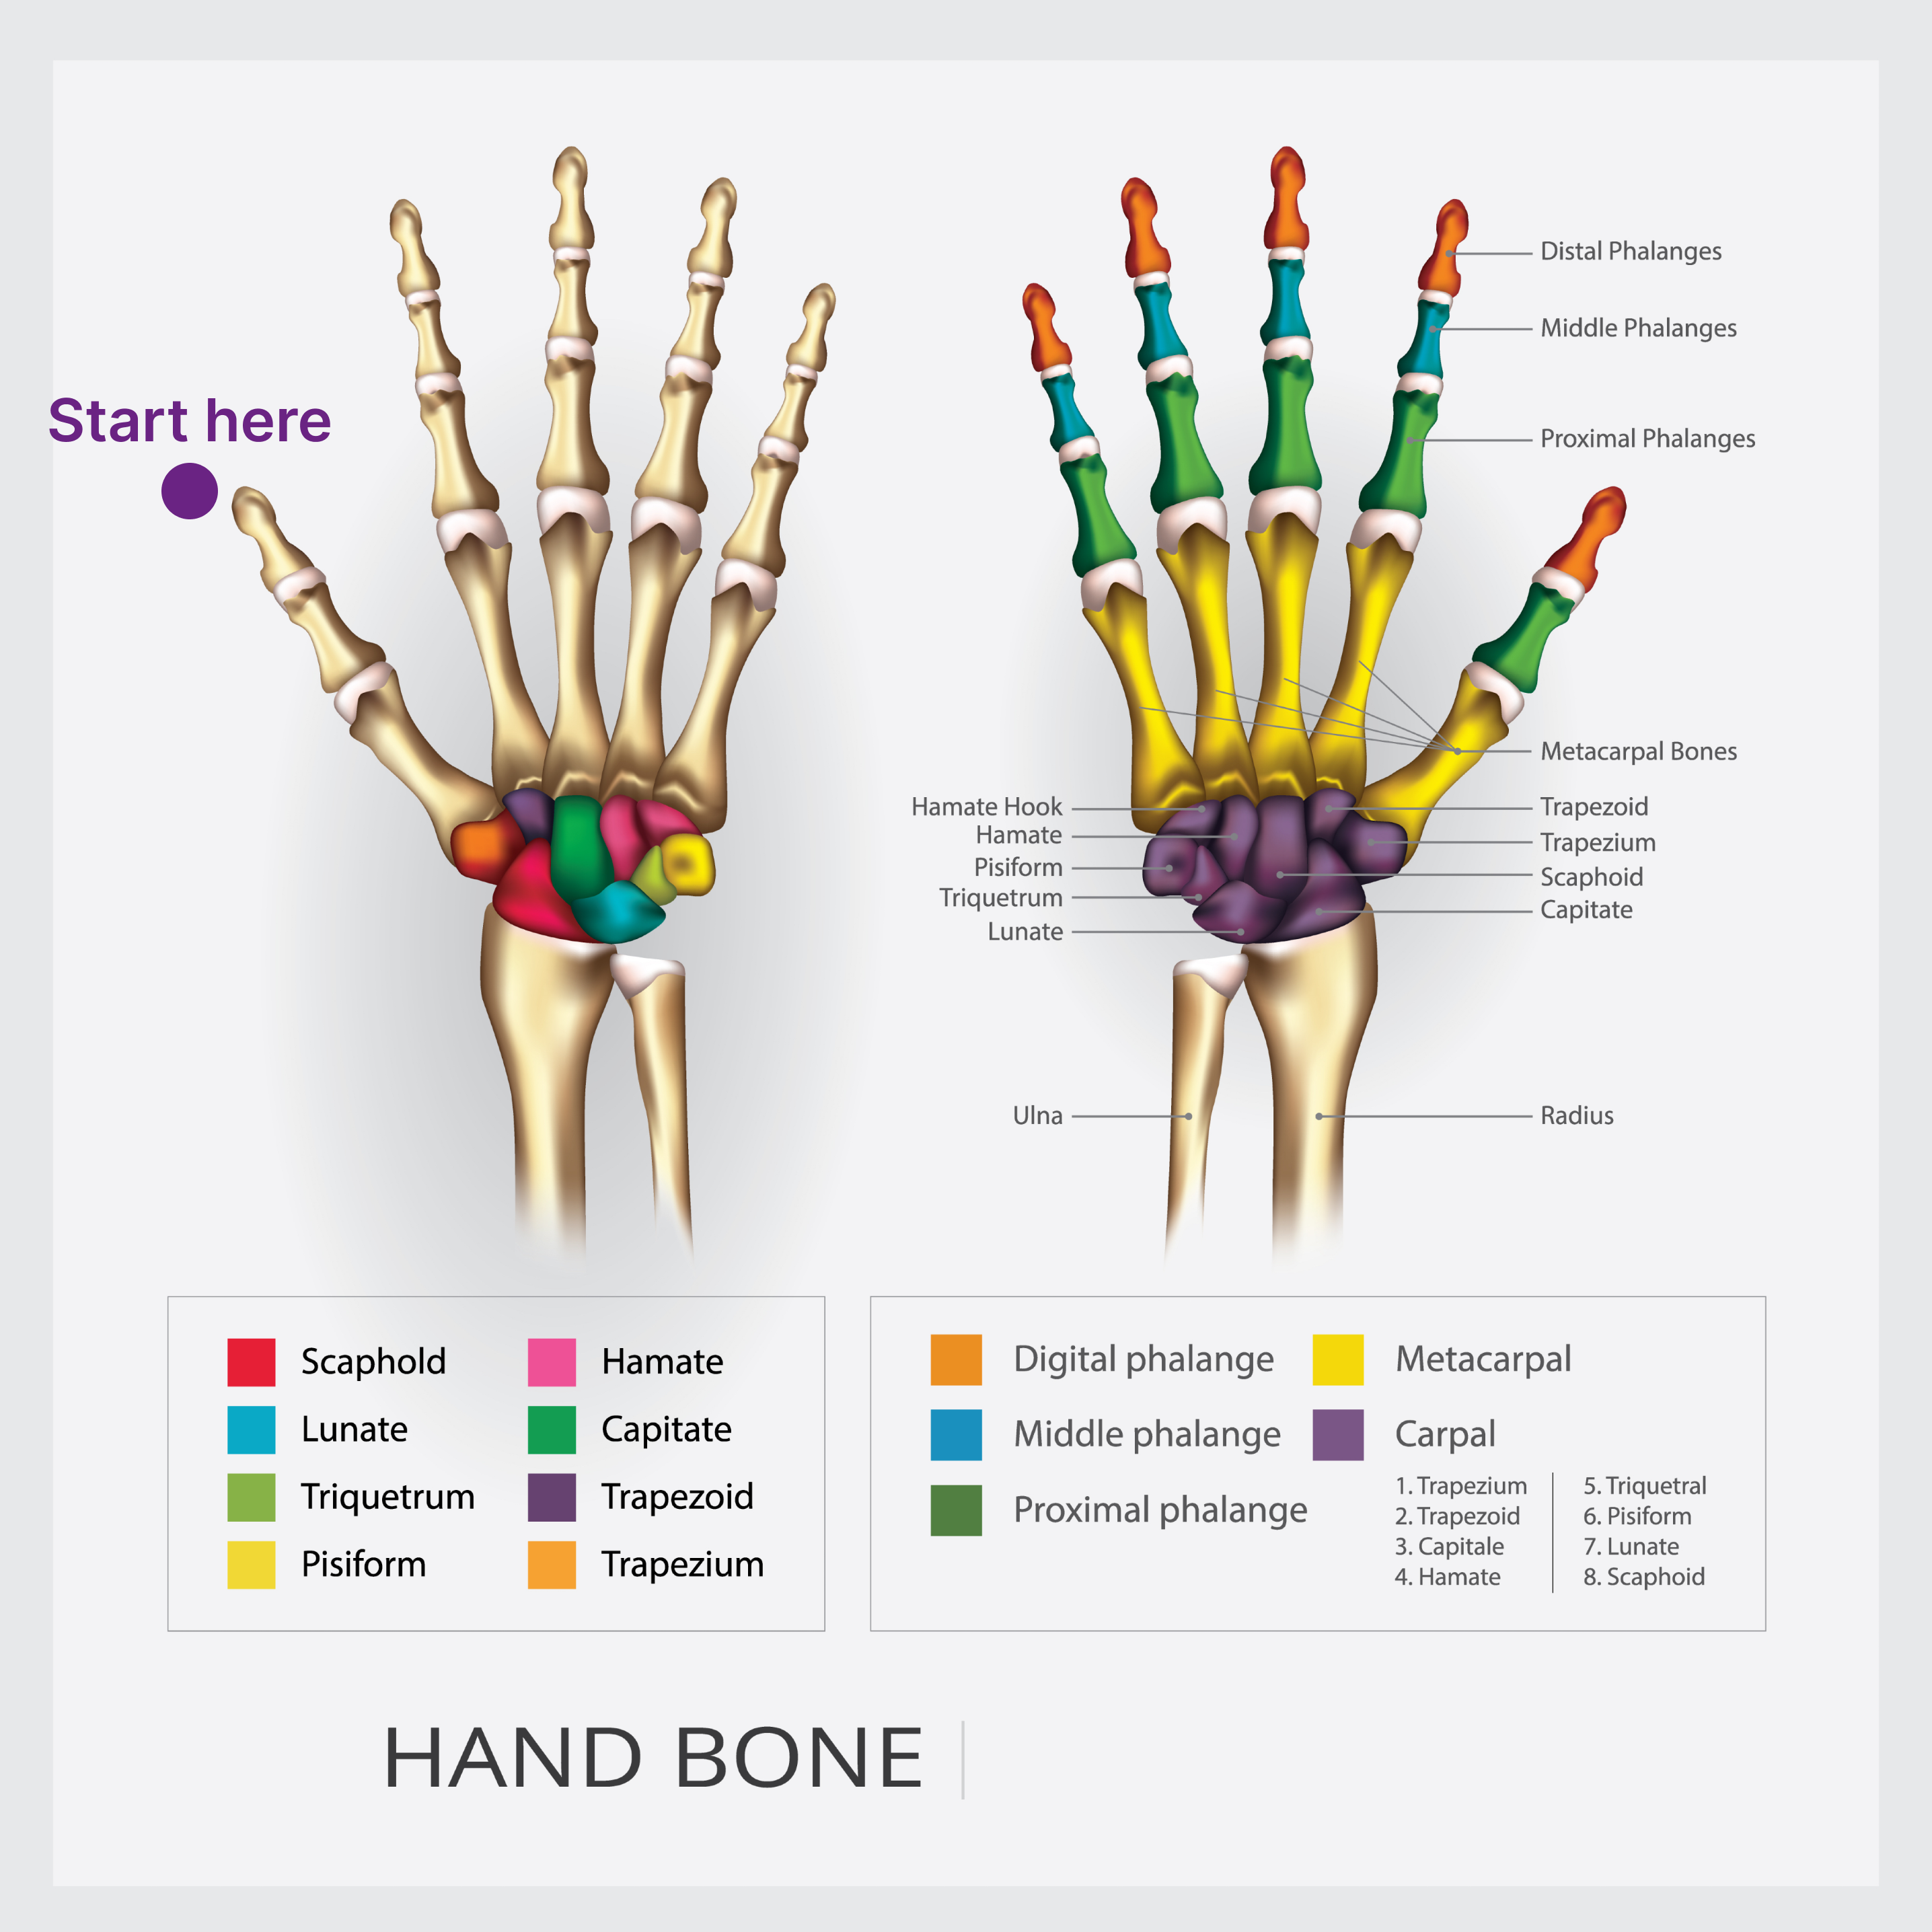 Start here
Distal Phalanges
Middle Phalanges
Proximal Phalanges
Metacarpal Bones
Hamate Hook
Hamate
Pisiform
Triquetrum
Lunate
Trapezoid
Trapezium
Scaphoid
Capitate
Ulna
Radius
Scaphold
Lunate
Triquetrum
Pisiform
Hamate
Capitate
Trapezoid
Trapezium
Digital phalange
Middle phalange
Proximal phalange
Metacarpal
Carpal
1. Trapezium
2. Trapezoid
3. Capitale
4. Hamate
5. Triquetral
6. Pisiform
7. Lunate
8. Scaphoid
HAND BONE